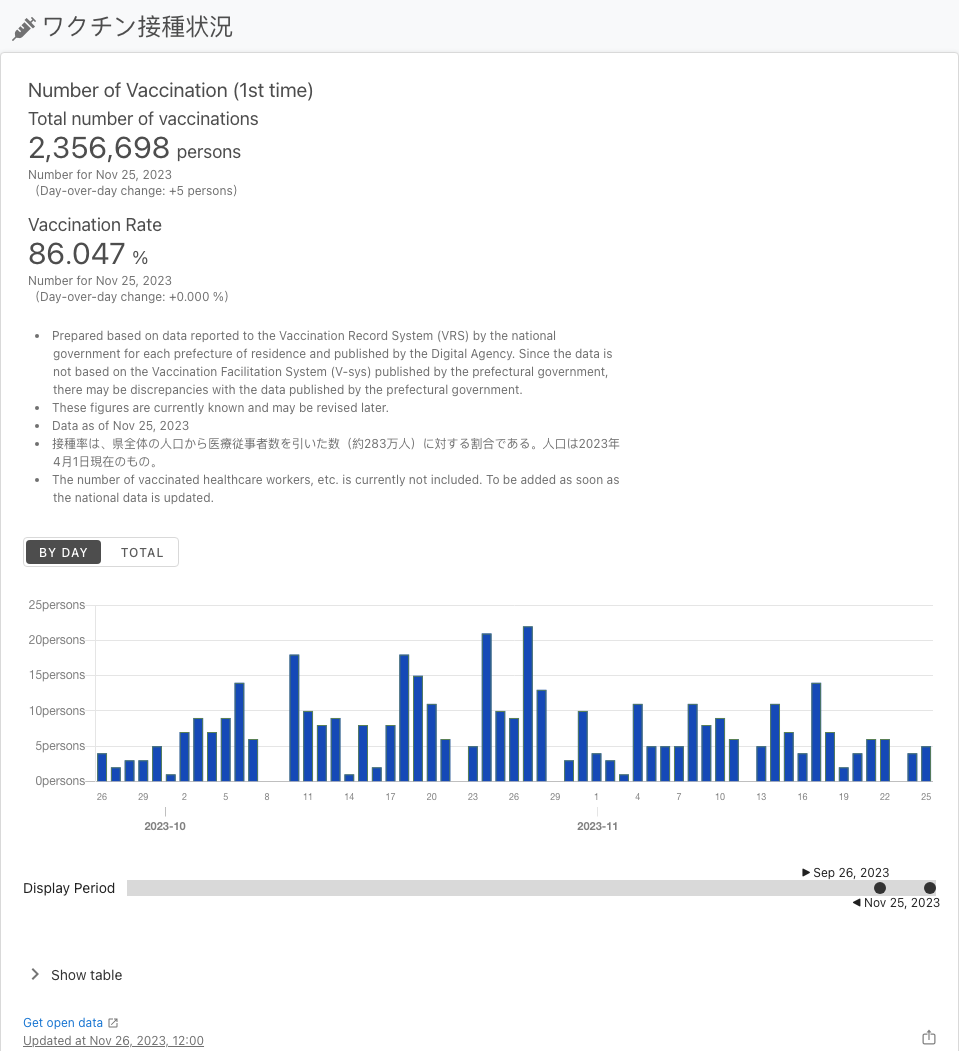 ワクチン接種状況
Number of Vaccination (1st time)
Total number of vaccinations
2,356,698 persons
Number for Nov 25, 2023
（Day-over-day change: +5 persons）
Vaccination Rate
86.047 %
Number for Nov 25, 2023
（Day-over-day change: +0.000 %）
• Prepared based on data reported to the Vaccination Record System (VRS) by the national
government for each prefecture of residence and published by the Digital Agency. Since the data is
not based on the Vaccination Facilitation System (V-sys) published by the prefectural government,
there may be discrepancies with the data published by the prefectural government.
• These figures are currently known and may be revised later.
• Data as of Nov 25, 2023
• 接種率は、県全体の人口から医療従事者数を引いた数（約283万人）に対する割合である。人口は2023年
4月1日現在のもの。
• The number of vaccinated healthcare workers, etc. is currently not included. To be added as soon as
the national data is updated.
BY DAY TOTAL
25persons
20persons
15persons
10persons
5persons
0persons
26 29 2 5 8 11 14 17 20 23 26 29 1 4 7 10 13 16 19 22 25
2023-10 2023-11
Sep 26, 2023
Display Period
Nov 25, 2023
Show table
Get open data
Updated at Nov 26, 2023, 12:00